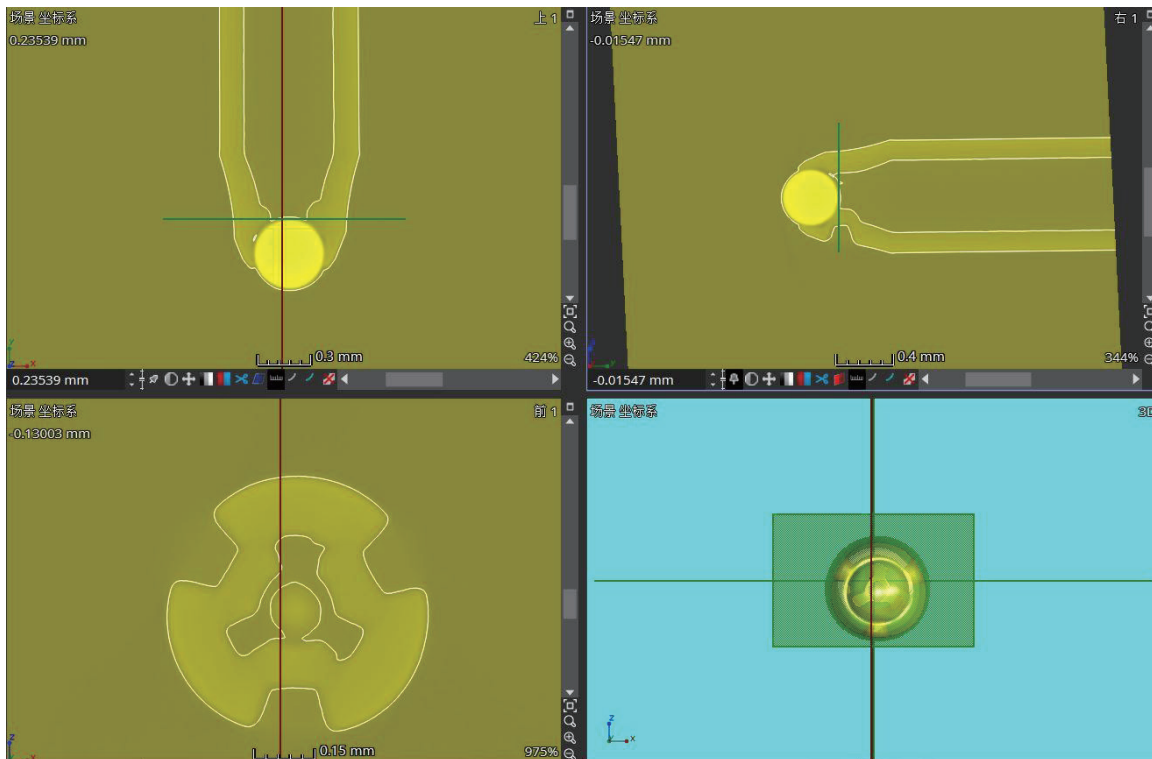 场景 坐标系
上 1
0.23539 mm
0.3 mm
424%
0.23539 mm
场景 坐标系
右 1
-0.01547 mm
0.4 mm
344%
-0.01547 mm
场景 坐标系
前 1
-0.13003 mm
0.15 mm
975%
场景 坐标系
3D